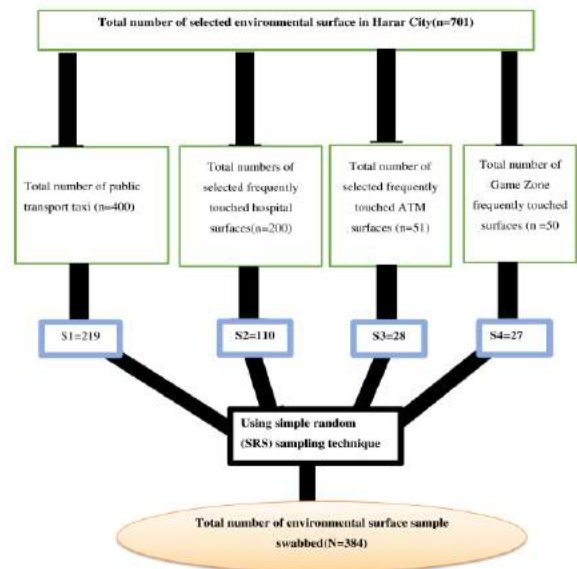 Total number of selected environmental surface in Harar City(n=701)
Total number of public
transport taxi (n=400)
Total numbers of
selected frequently
touched hospital
surfaces(n=200)
Total number of
selected frequently
touched ATM
surfaces (n=51)
Total number of
Game Zone
frequently touched
surfaces (n =50
S1=219
S2=110
S3=28
S4=27
Using simple random
(SRS) sampling technique
Total number of environmental surface sample
swabbed(N=384)